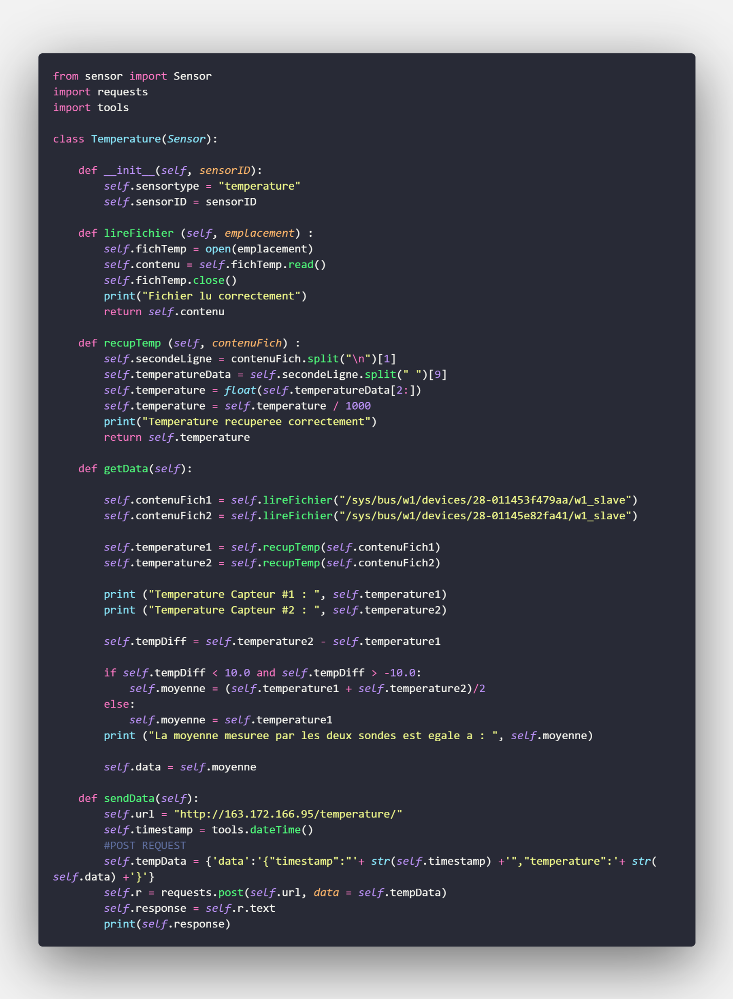 from sensor import Sensor
import requests
import tools

class Temperature(Sensor):

    def __init__(self, sensorID):
        self.sensortype = "temperature"
        self.sensorID = sensorID

    def lireFichier (self, emplacement) :
        self.fichTemp = open(emplacement)
        self.contenu = self.fichTemp.read()
        self.fichTemp.close()
        print("Fichier lu correctement")
        return self.contenu

    def recupTemp (self, contenuFich) :
        self.secondeLigne = contenuFich.split("\n")[1]
        self.temperatureData = self.secondeLigne.split(" ")[9]
        self.temperature = float(self.temperatureData[2:])
        self.temperature = self.temperature / 1000
        print("Temperature recuperee correctement")
        return self.temperature

    def getData(self):

        self.contenuFich1 = self.lireFichier("/sys/bus/w1/devices/28-011453f479aa/w1_slave")
        self.contenuFich2 = self.lireFichier("/sys/bus/w1/devices/28-01145e82fa41/w1_slave")

        self.temperature1 = self.recupTemp(self.contenuFich1)
        self.temperature2 = self.recupTemp(self.contenuFich2)

        print ("Temperature Capteur #1 : ", self.temperature1)
        print ("Temperature Capteur #2 : ", self.temperature2)

        self.tempDiff = self.temperature2 - self.temperature1

        if self.tempDiff < 10.0 and self.tempDiff > -10.0:
            self.moyenne = (self.temperature1 + self.temperature2)/2
        else:
            self.moyenne = self.temperature1
        print ("La moyenne mesuree par les deux sondes est egale a : ", self.moyenne)

        self.data = self.moyenne

    def sendData(self):
        self.url = "http://163.172.166.95/temperature/"
        self.timestamp = tools.dateTime()
        #POST REQUEST
        self.tempData = {'data':'{"timestamp":"'+ str(self.timestamp) +'","temperature":'+ str(
self.data) +'}'}
        self.r = requests.post(self.url, data = self.tempData)
        self.response = self.r.text
        print(self.response)